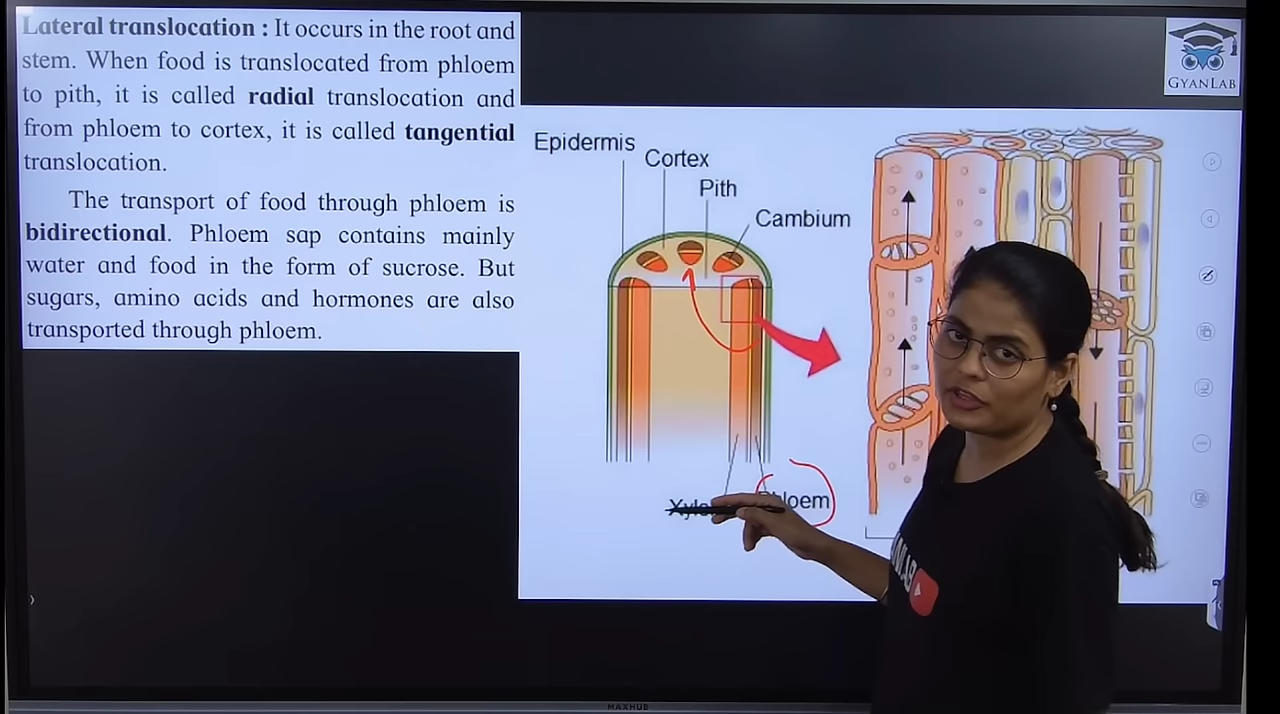 Lateral translocation : It occurs in the root and
stem. When food is translocated from phloem
to pith, it is called radial translocation and
from phloem to cortex, it is called tangential
translocation.
The transport of food through phloem is
bidirectional. Phloem sap contains mainly
water and food in the form of sucrose. But
sugars, amino acids and hormones are also
transported through phloem.
GYANLAB
Epidermis
Cortex
Pith
Cambium
MAXHUB